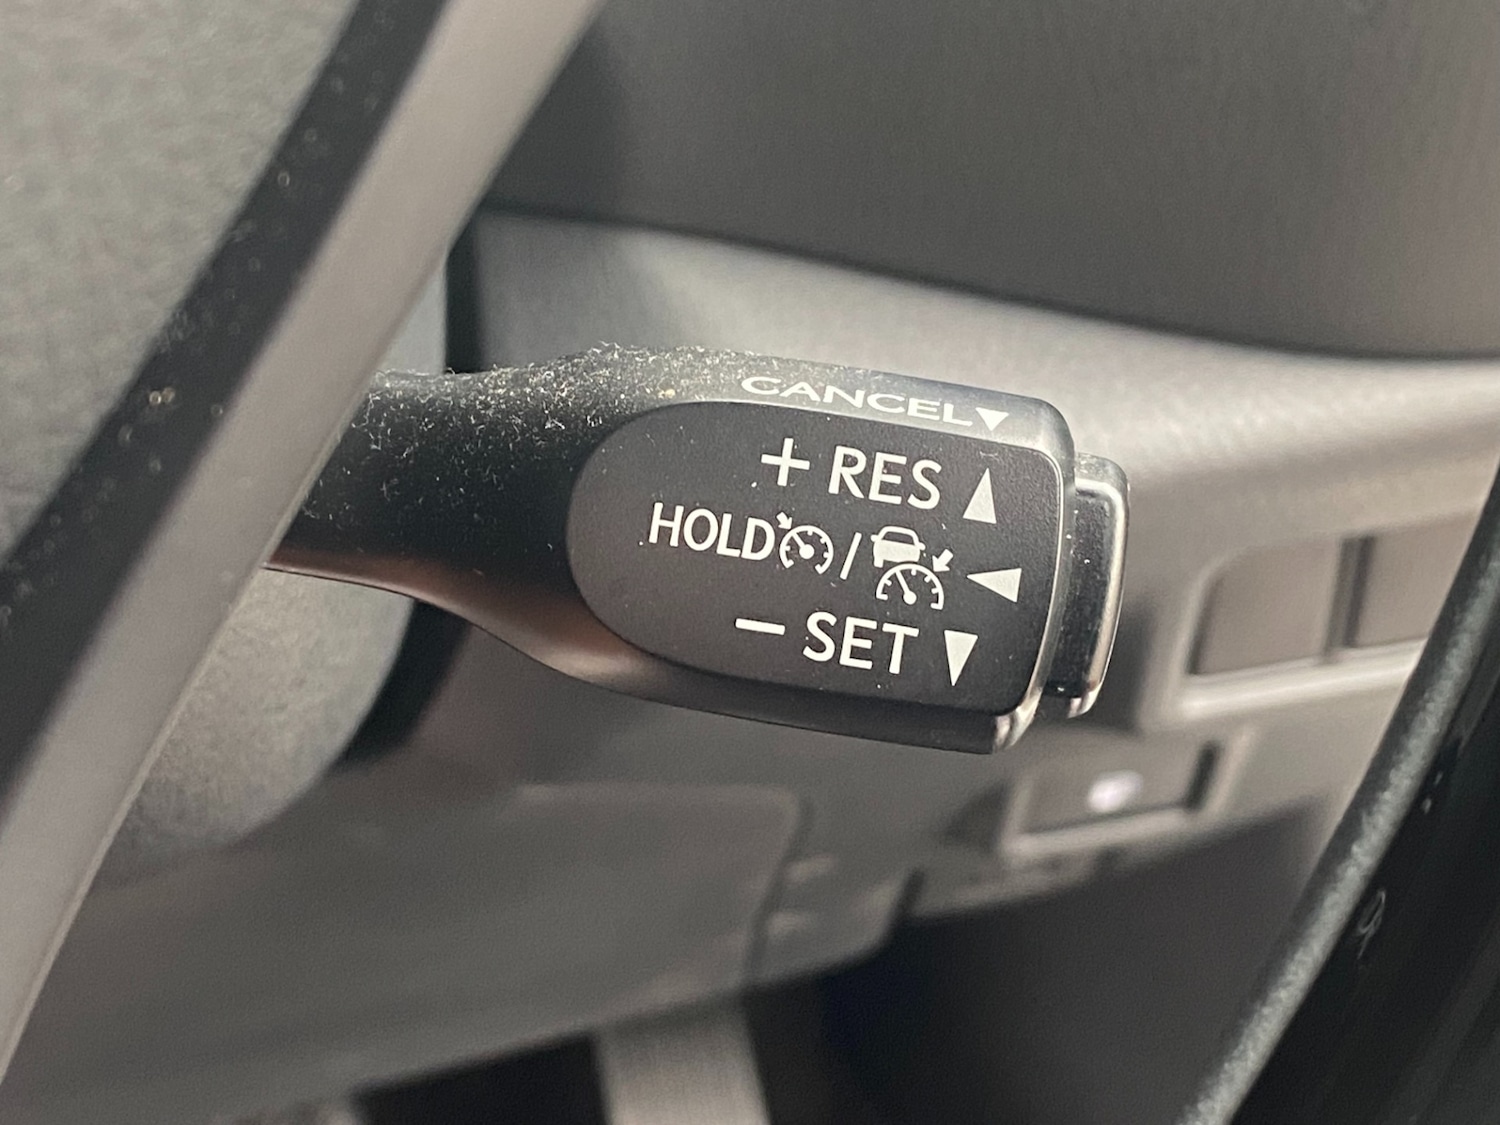 CANCEL▼
+ RES ▲
HOLD / ◀
− SET ▼